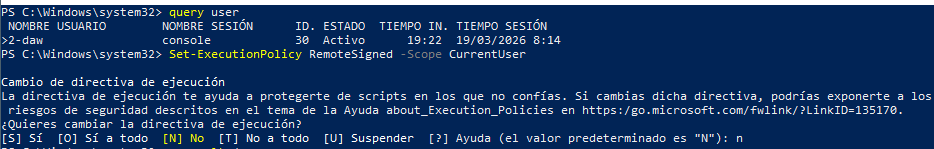 PS C:\Windows\system32> query user
NOMBRE USUARIO NOMBRE SESIÓN ID. ESTADO TIEMPO IN. TIEMPO SESIÓN
>2-daw console 30 Activo 19:22 19/03/2026 8:14
PS C:\Windows\system32> Set-ExecutionPolicy RemoteSigned -Scope CurrentUser
Cambio de directiva de ejecución
La directiva de ejecución te ayuda a protegerte de scripts en los que no confías. Si cambias dicha directiva, podrías exponerte a los
riesgos de seguridad descritos en el tema de la Ayuda about_Execution_Policies en https:/go.microsoft.com/fwlink/?LinkID=135170.
¿Quieres cambiar la directiva de ejecución?
[S] Sí [O] Sí a todo [N] No [T] No a todo [U] Suspender [?] Ayuda (el valor predeterminado es "N"): n